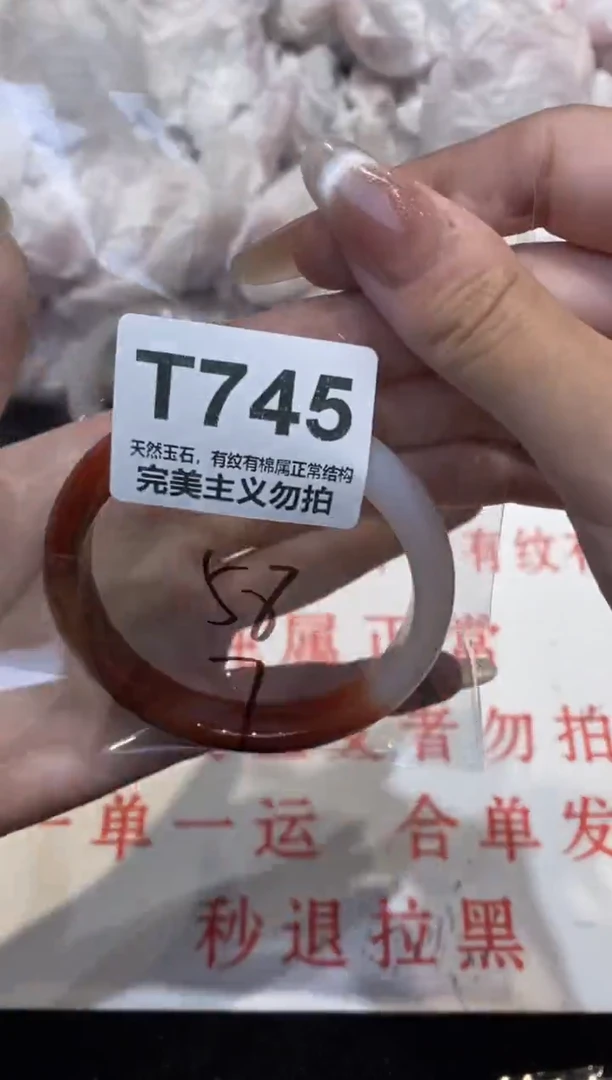 T745
天然玉石，有纹有棉属正常结构
完美主义勿拍
58
7
有纹有
属正常
者勿拍
一单一运 合单发
秒退拉黑